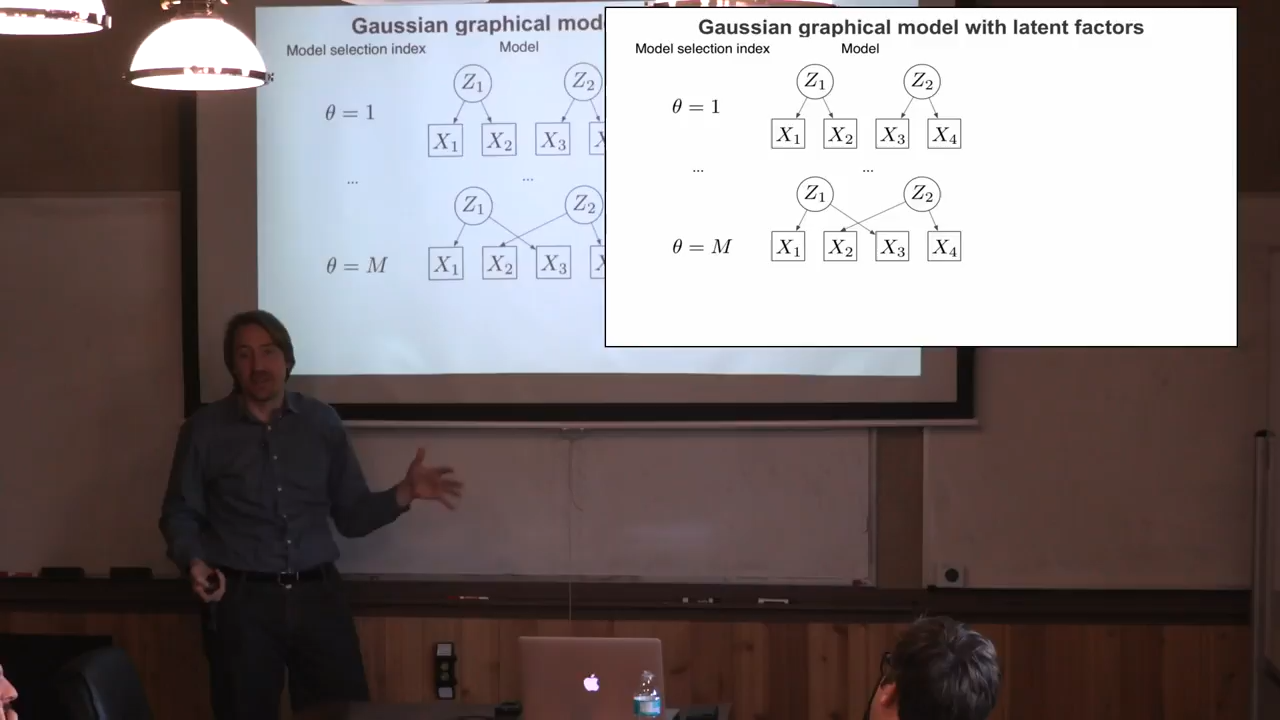 Gaussian graphical mod
Model selection index Model
Z₁ Z₂
θ = 1
X₁ X₂ X₃ X
... ...
Z₁ Z₂
θ = M
X₁ X₂ X₃ X
Gaussian graphical model with latent factors
Model selection index Model
Z₁ Z₂
θ = 1
X₁ X₂ X₃ X₄
... ...
Z₁ Z₂
θ = M
X₁ X₂ X₃ X₄